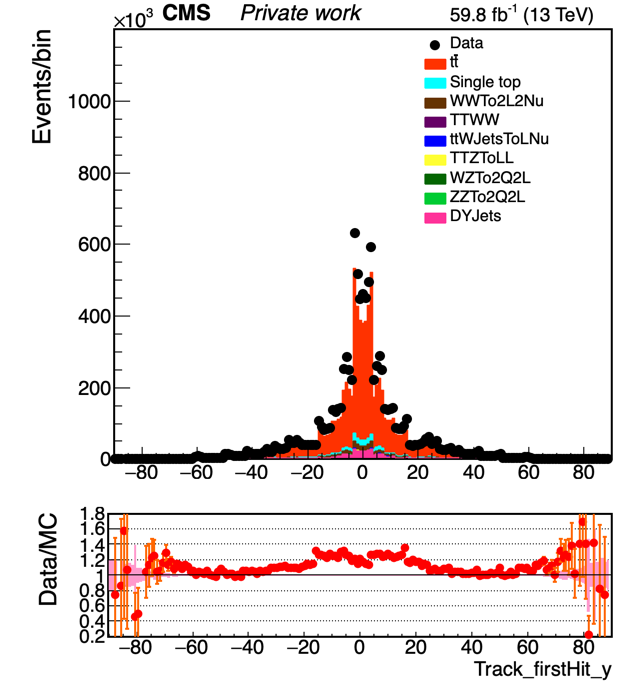 ×10³ CMS Private work 59.8 fb⁻¹ (13 TeV)
Events/bin
1000
800
600
400
200
0
Data
tt̄
Single top
WWTo2L2Nu
TTWW
ttWJetsToLNu
TTZToLL
WZTo2Q2L
ZZTo2Q2L
DYJets
−80 −60 −40 −20 0 20 40 60 80
Data/MC
1.8
1.6
1.4
1.2
1
0.8
0.6
0.4
0.2
−80 −60 −40 −20 0 20 40 60 80
Track_firstHit_y